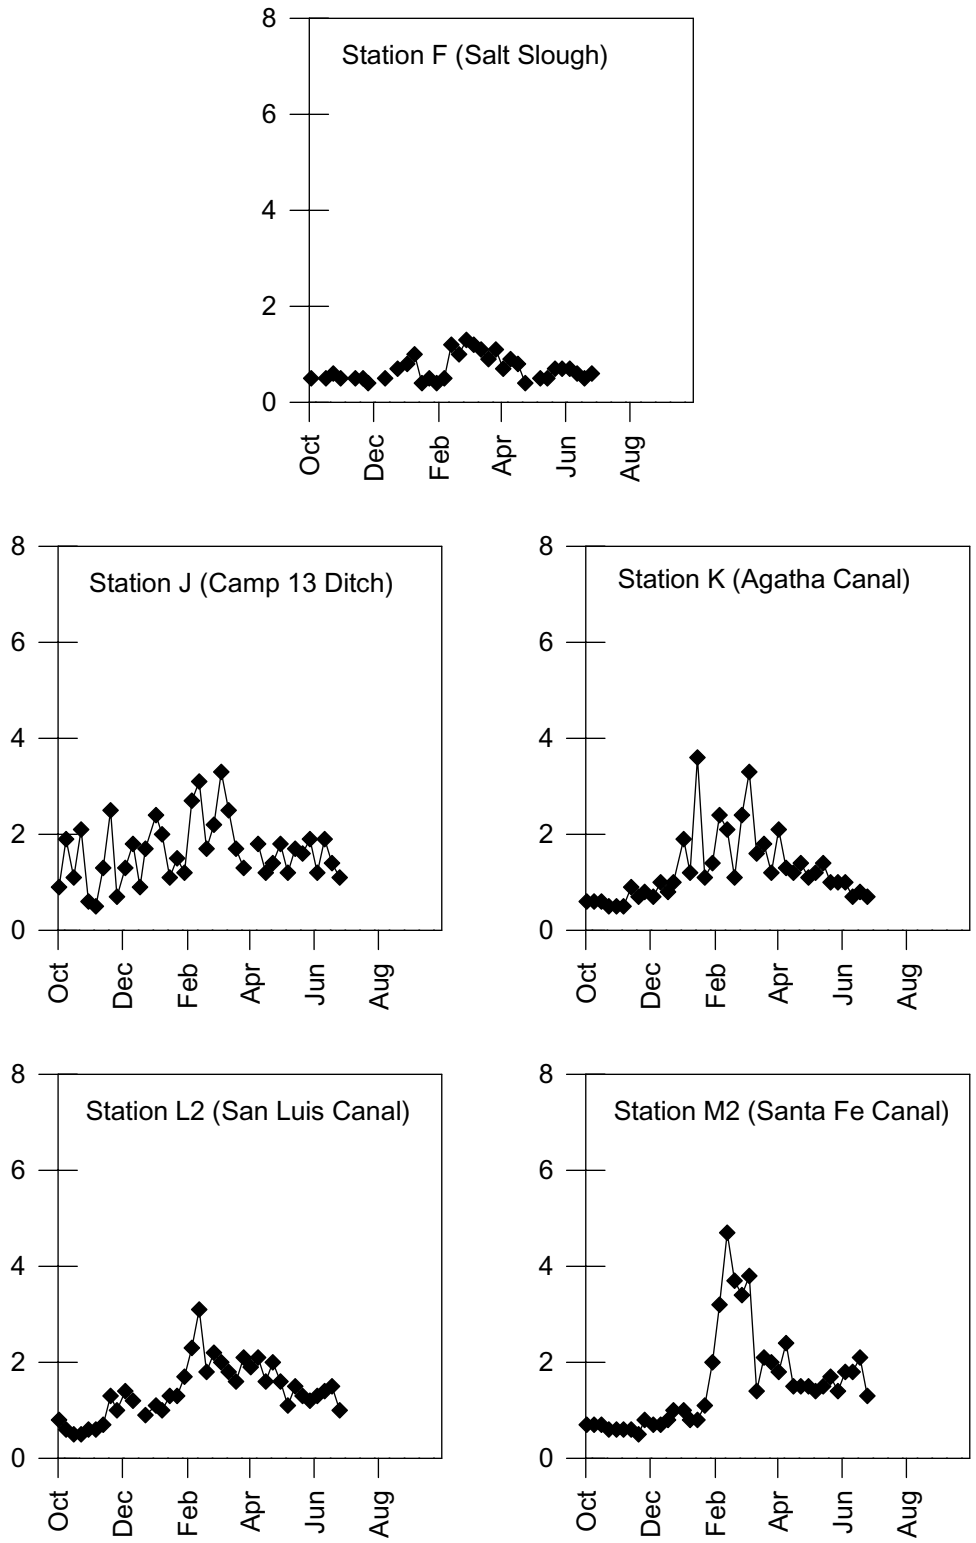 8
Station F (Salt Slough)
6
4
2
0
Oct Dec Feb Apr Jun Aug
8 8
Station J (Camp 13 Ditch) Station K (Agatha Canal)
6 6
4 4
2 2
0 0
Oct Dec Feb Apr Jun Aug Oct Dec Feb Apr Jun Aug
8 8
Station L2 (San Luis Canal) Station M2 (Santa Fe Canal)
6 6
4 4
2 2
0 0
Oct Dec Feb Apr Jun Aug Oct Dec Feb Apr Jun Aug